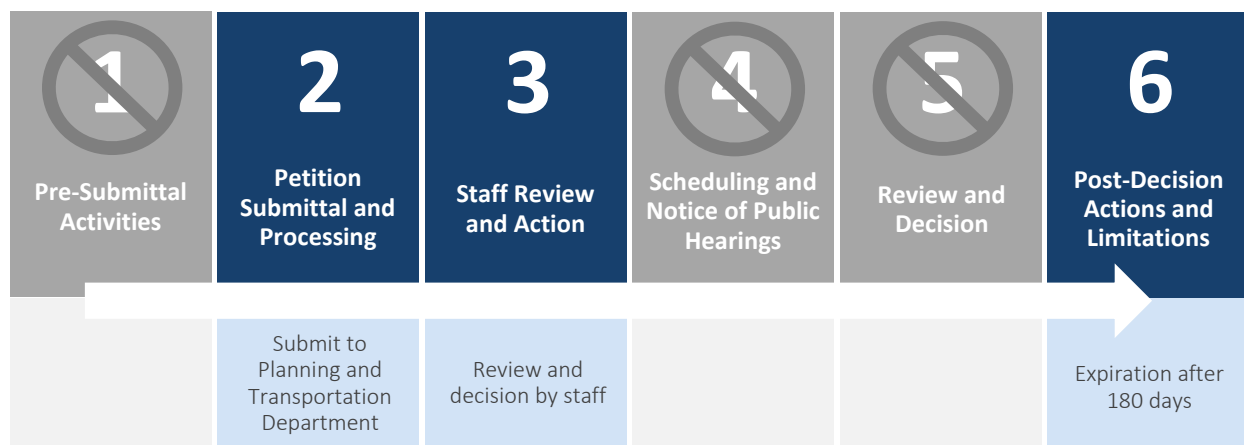 1
Pre-Submittal
Activities
2
Petition
Submittal and
Processing
3
Staff Review
and Action
4
Scheduling and
Notice of Public
Hearings
5
Review and
Decision
6
Post-Decision
Actions and
Limitations
Submit to
Planning and
Transportation
Department
Review and
decision by staff
Expiration after
180 days